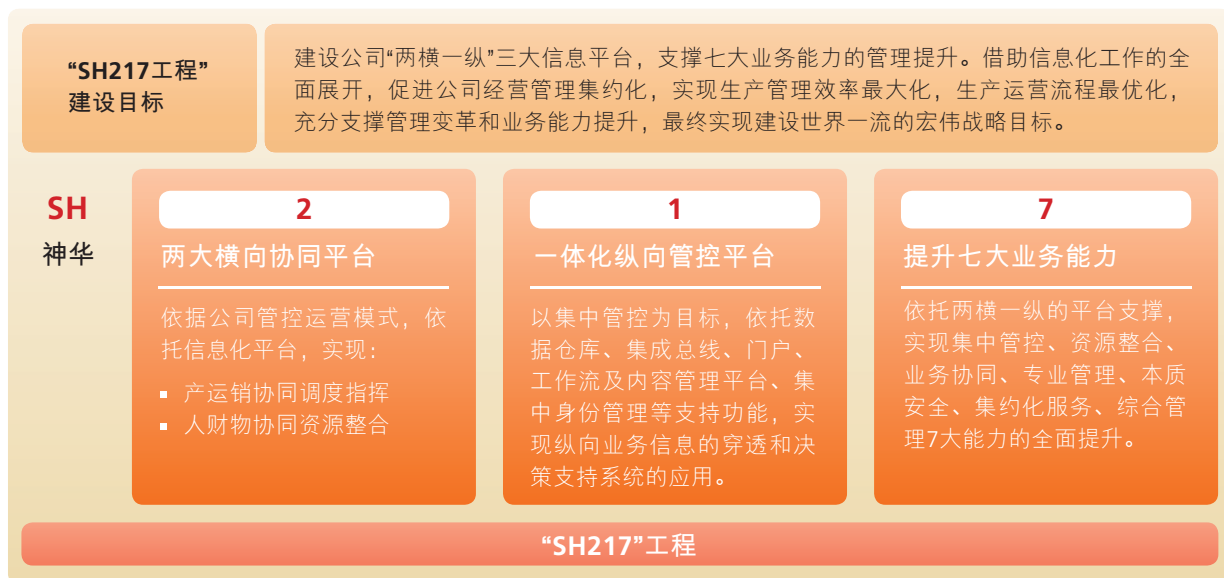 “SH217工程”
建设目标
建设公司“两横一纵”三大信息平台，支撑七大业务能力的管理提升。借助信息化工作的全
面展开，促进公司经营管理集约化，实现生产管理效率最大化，生产运营流程最优化，
充分支撑管理变革和业务能力提升，最终实现建设世界一流的宏伟战略目标。
SH
神华
2
两大横向协同平台
依据公司管控运营模式，依
托信息化平台，实现：
▪ 产运销协同调度指挥
▪ 人财物协同资源整合
1
一体化纵向管控平台
以集中管控为目标，依托数
据仓库、集成总线、门户、
工作流及内容管理平台、集
中身份管理等支持功能，实
现纵向业务信息的穿透和决
策支持系统的应用。
7
提升七大业务能力
依托两横一纵的平台支撑，
实现集中管控、资源整合、
业务协同、专业管理、本质
安全、集约化服务、综合管
理7大能力的全面提升。
“SH217”工程